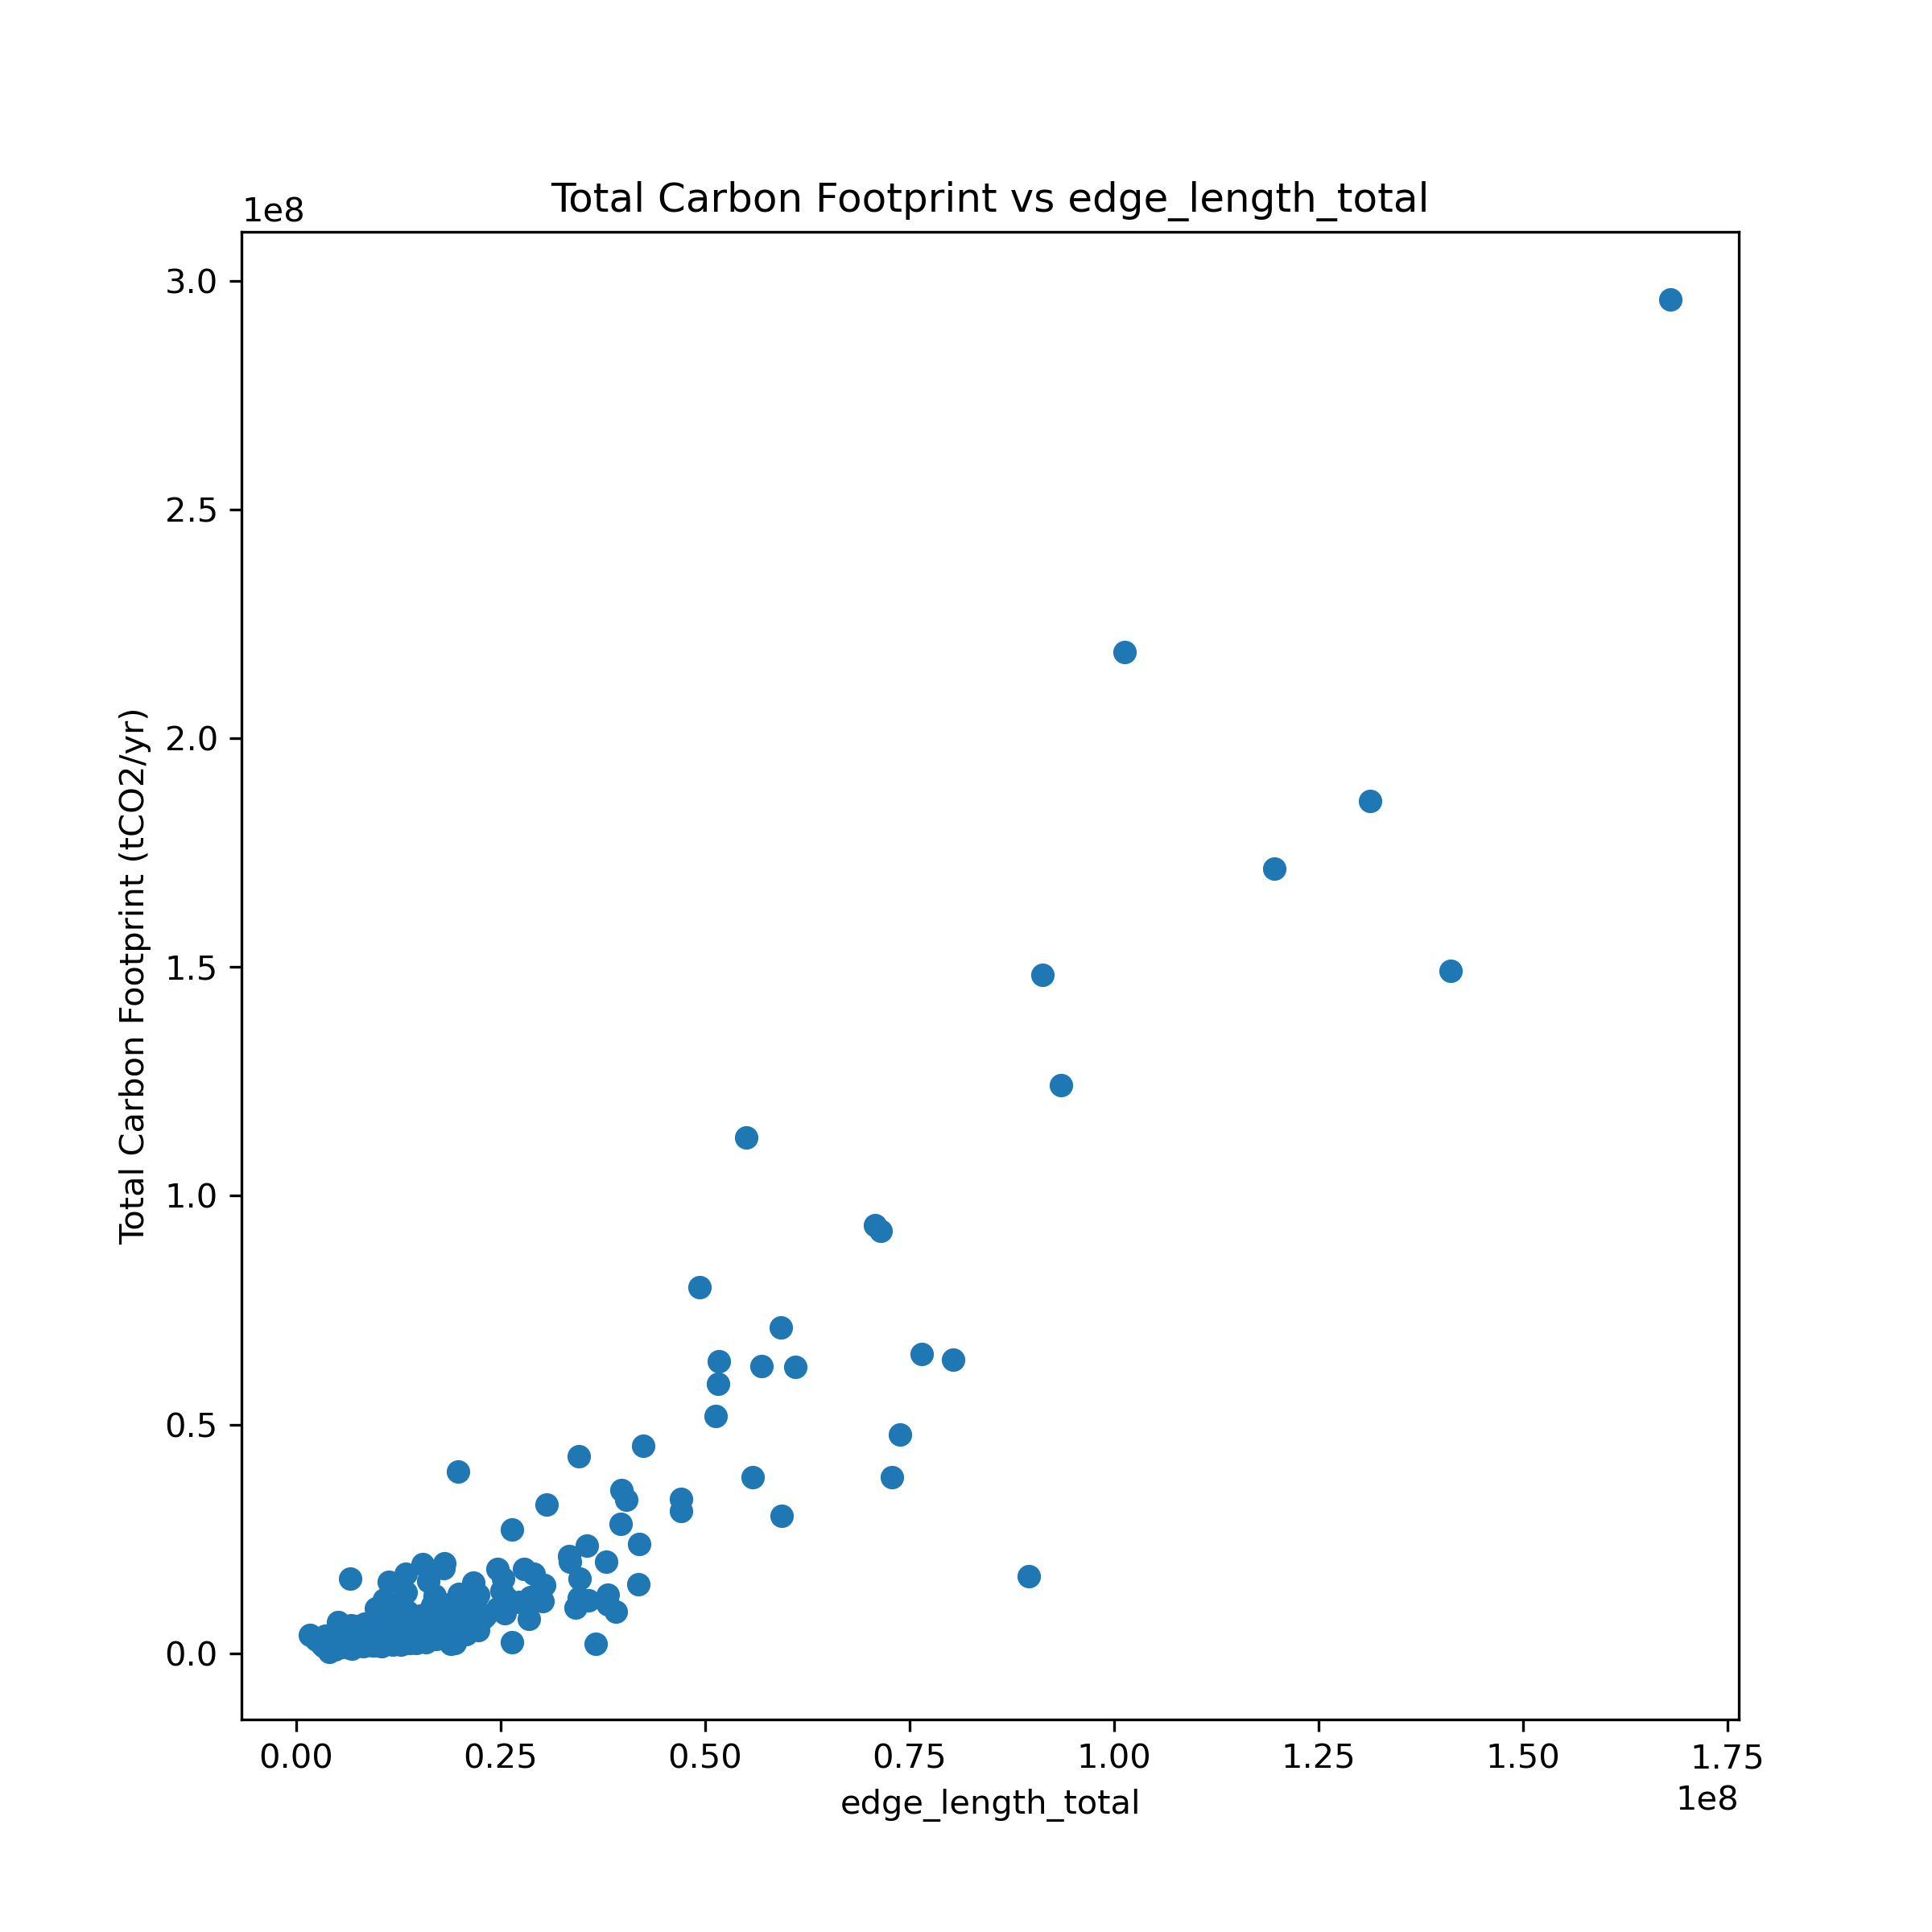 Total Carbon Footprint vs edge_length_total
1e8
3.0
2.5
2.0
1.5
1.0
0.5
0.0
Total Carbon Footprint (tCO2/yr)
0.00 0.25 0.50 0.75 1.00 1.25 1.50 1.75
1e8
edge_length_total